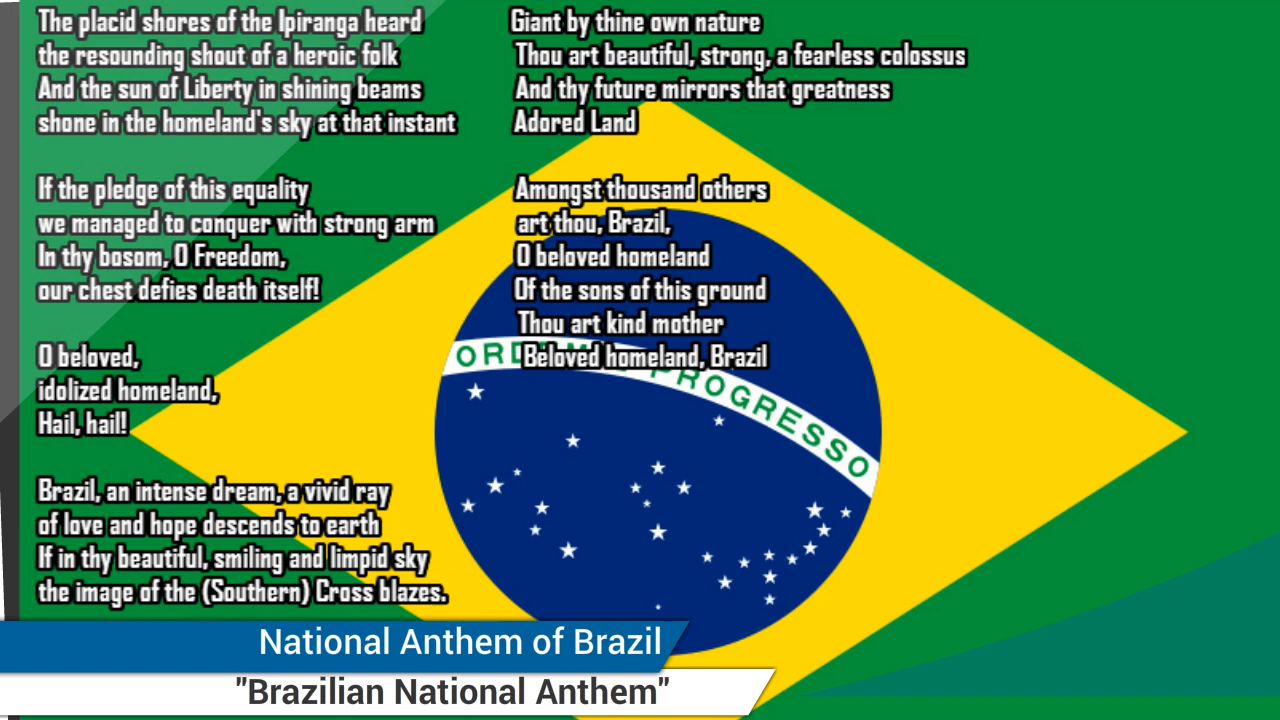 The placid shores of the Ipiranga heard
the resounding shout of a heroic folk
And the sun of Liberty in shining beams
shone in the homeland's sky at that instant
If the pledge of this equality
we managed to conquer with strong arm
In thy bosom, O Freedom,
our chest defies death itself!
O beloved,
idolized homeland,
Hail, hail!
Brazil, an intense dream, a vivid ray
of love and hope descends to earth
If in thy beautiful, smiling and limpid sky
the image of the (Southern) Cross blazes.
Giant by thine own nature
Thou art beautiful, strong, a fearless colossus
And thy future mirrors that greatness
Adored Land
Amongst thousand others
art thou, Brazil,
O beloved homeland
Of the sons of this ground
Thou art kind mother
Beloved homeland, Brazil
PROGRESSO
National Anthem of Brazil
"Brazilian National Anthem"